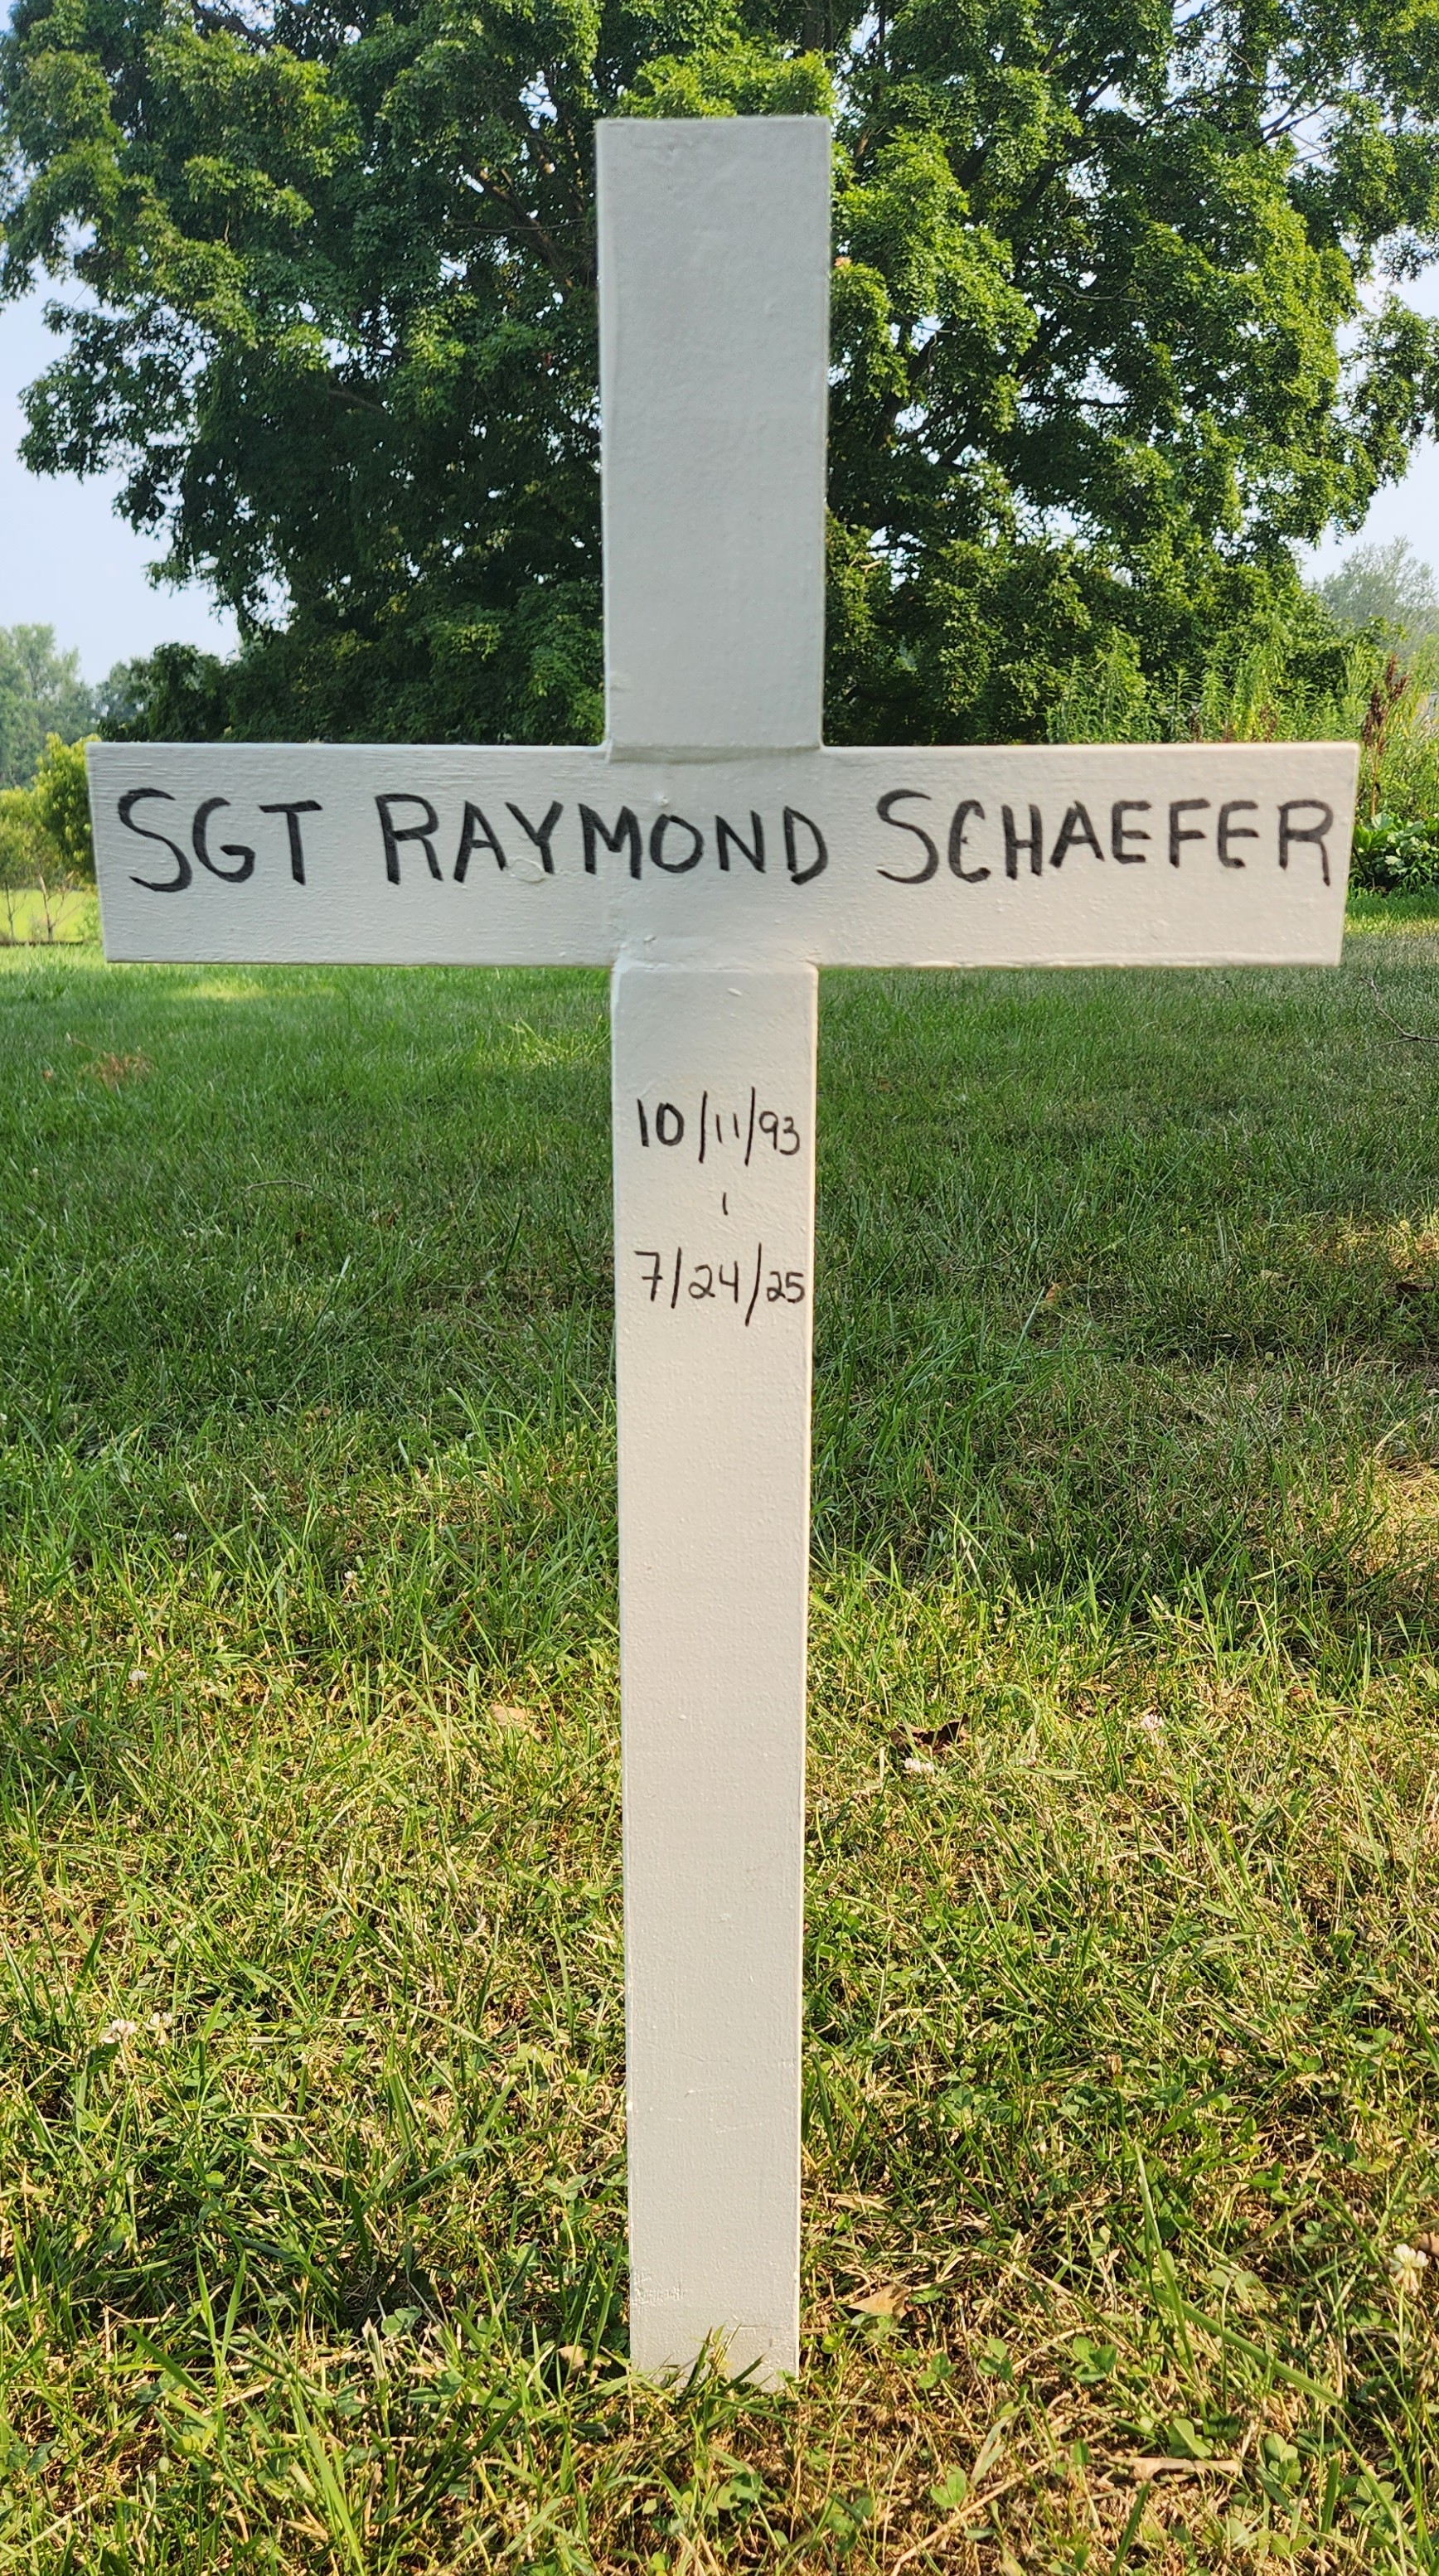 SGT RAYMOND SCHAEFER
10/11/93
-
7/24/25